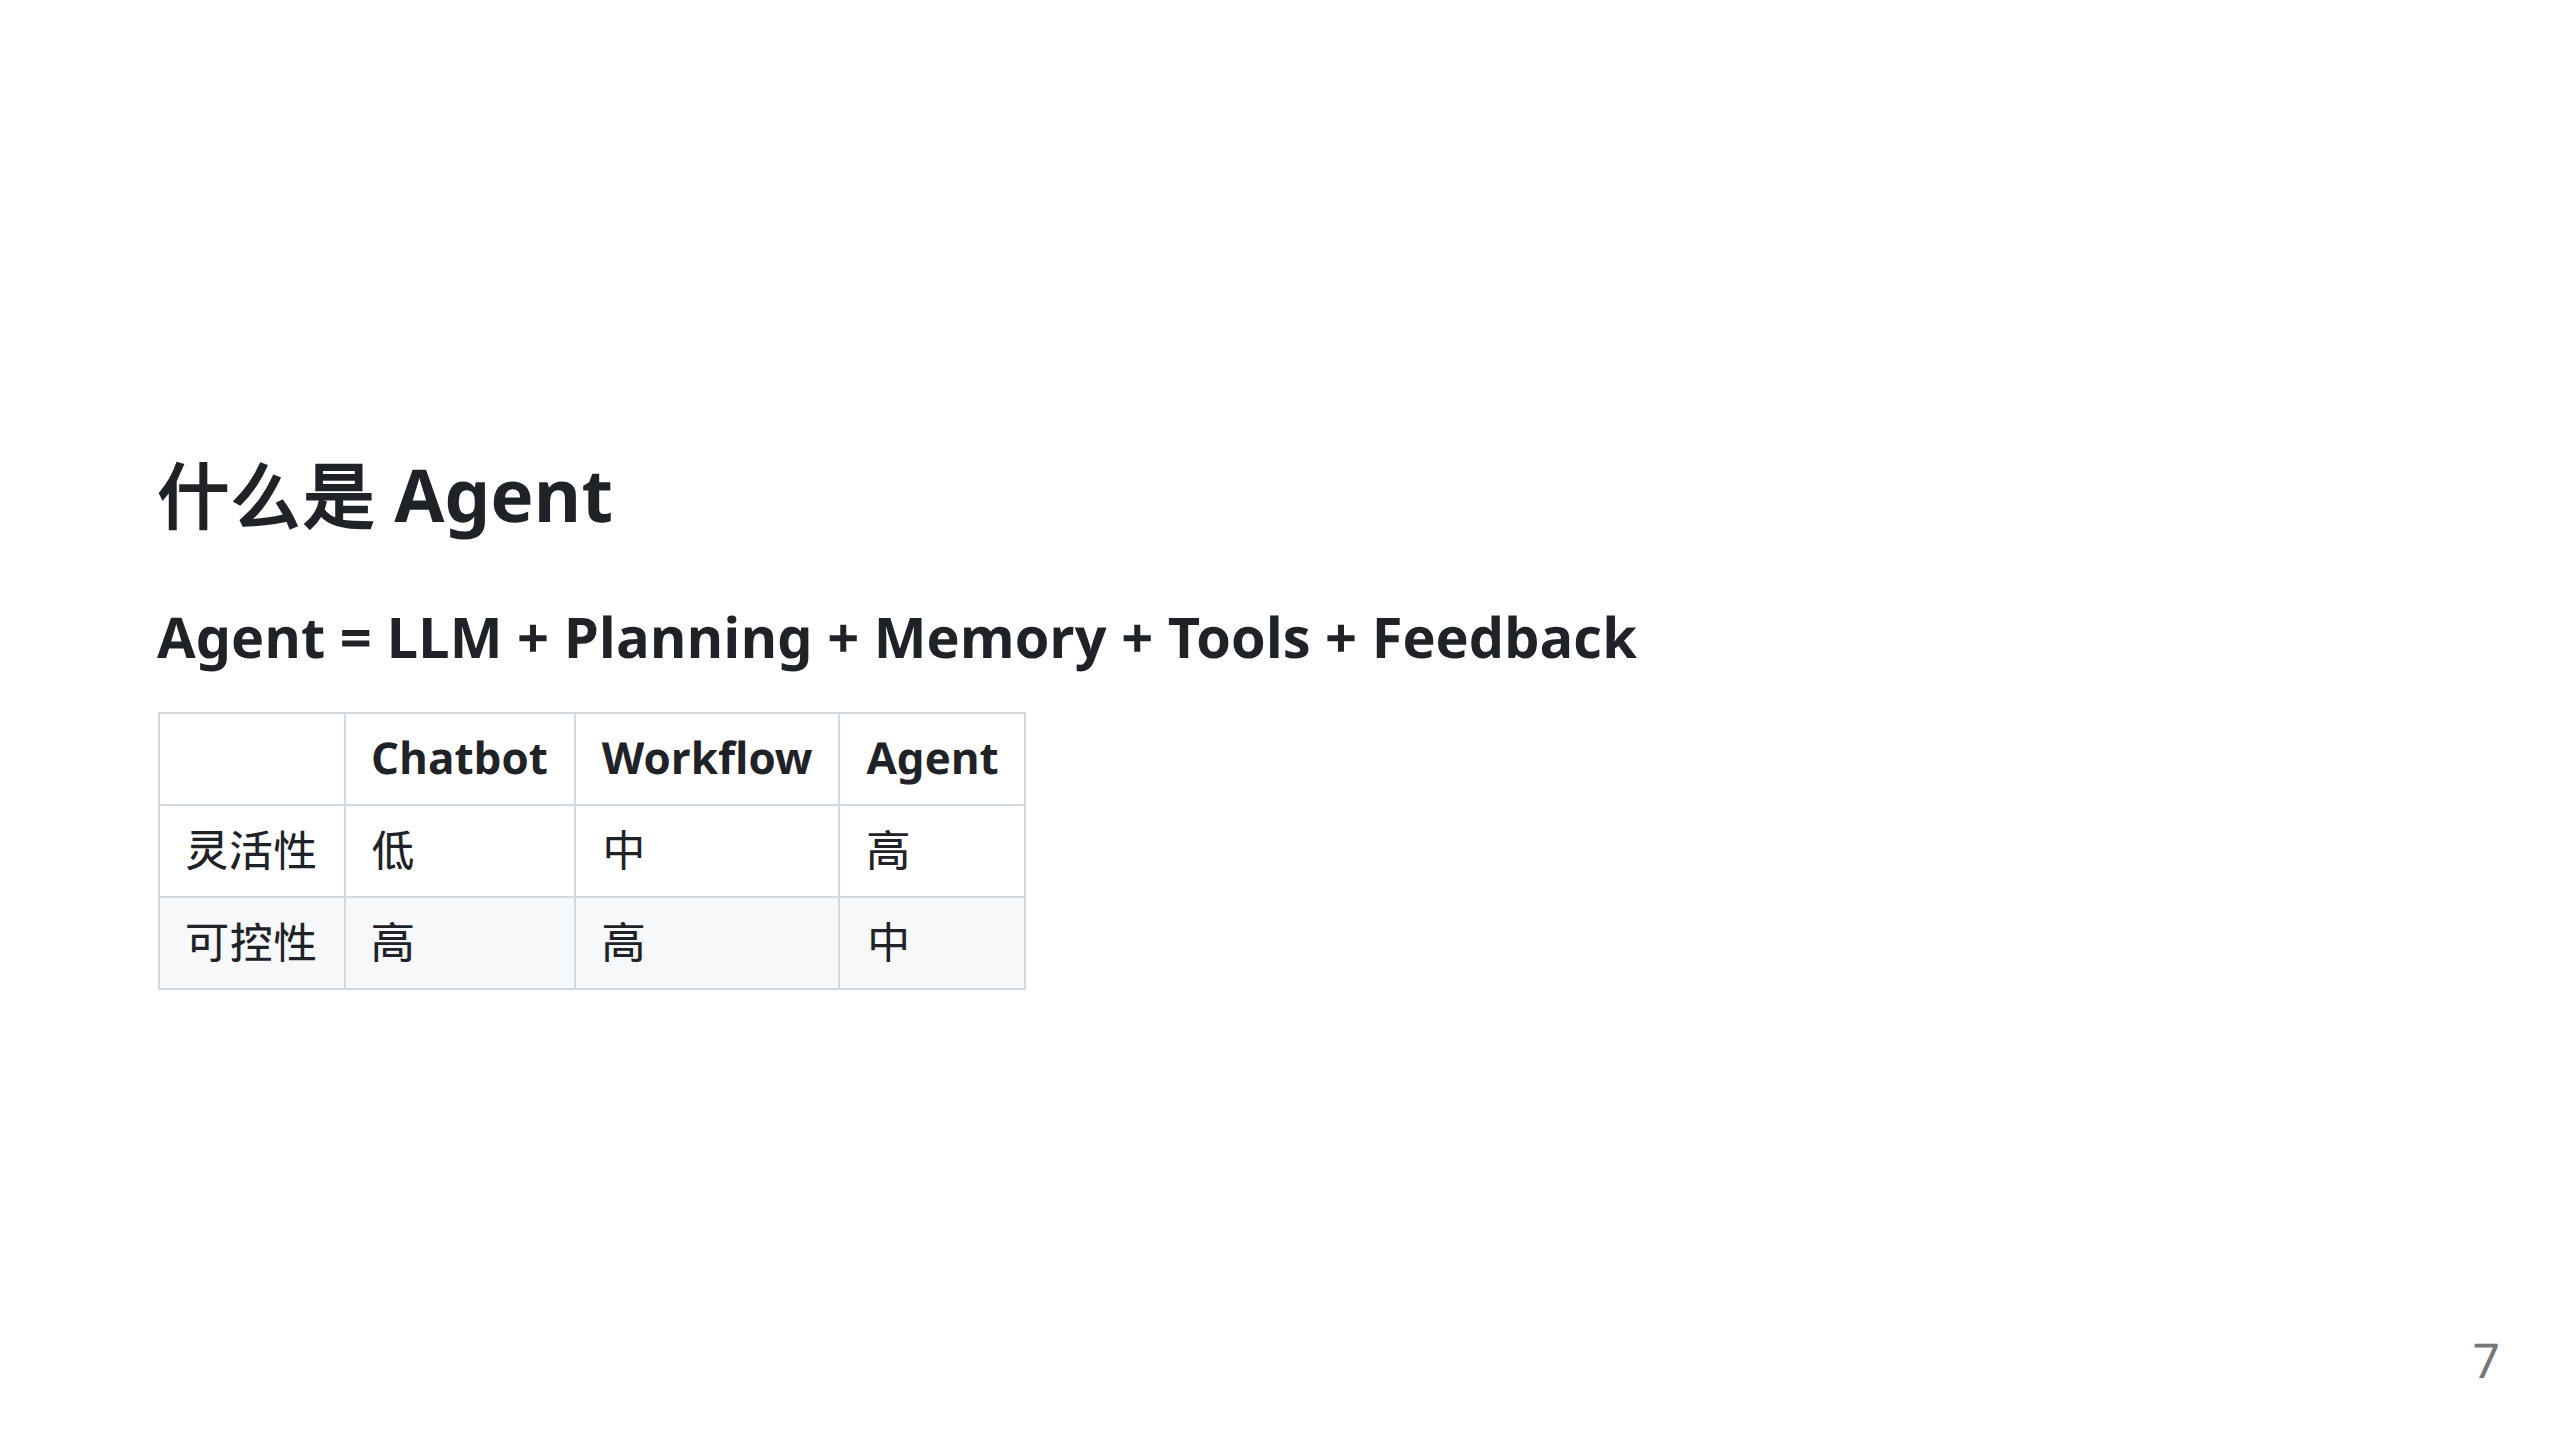 什么是 Agent
Agent = LLM + Planning + Memory + Tools + Feedback
Chatbot Workflow Agent
灵活性 低 中 高
可控性 高 高 中
7